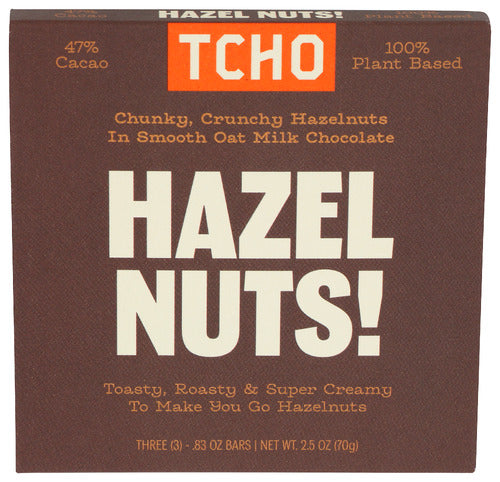 HAZEL NUTS!
Plant Based
47%
Cacao
TCHO
100%
Plant Based
Chunky, Crunchy Hazelnuts
In Smooth Oat Milk Chocolate
HAZEL
NUTS!
Toasty, Roasty & Super Creamy
To Make You Go Hazelnuts
THREE (3) - .83 OZ BARS | NET WT. 2.5 OZ (70g)